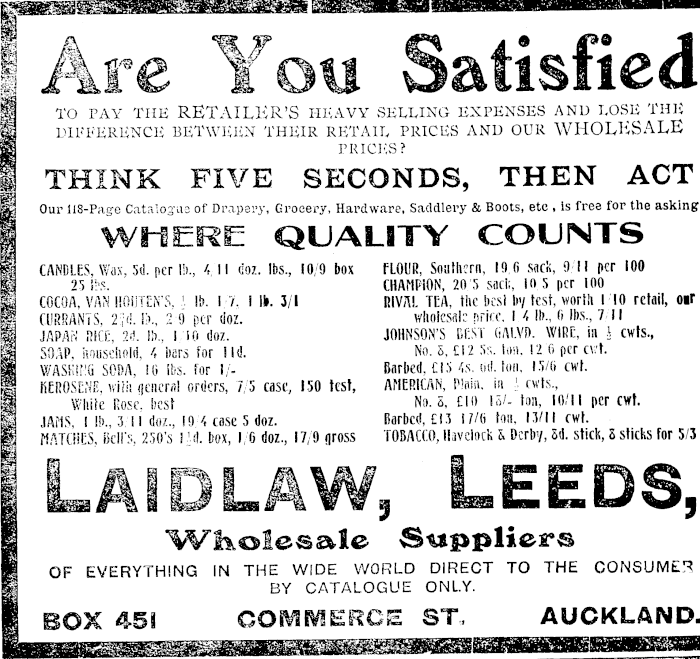 Are You Satisfied
TO PAY THE RETAILER'S HEAVY SELLING EXPENSES AND LOSE THE
DIFFERENCE BETWEEN THEIR RETAIL PRICES AND OUR WHOLESALE
PRICES?
THINK FIVE SECONDS, THEN ACT
Our 118-Page Catalogue of Drapery, Grocery, Hardware, Saddlery & Boots, etc , is free for the asking
WHERE QUALITY COUNTS
CANDLES, Wax, 5d. per lb., 4/11 doz. lbs., 10/9 box
25 lbs.
COCOA, VAN HOUTEN'S, lb. 1/7, 1 lb. 3/1
CURRANTS, lb., 2/9 per doz.
JAPAN RICE, 2d. lb., 1/10 doz.
SOAP, household, 4 bars for 11d.
WASHING SODA, 16 lbs. for 1/-
KEROSENE, with general orders, 7/5 case, 150 test,
White Rose, best
JAMS, 1 lb., 3/11 doz., 19/4 case 5 doz.
MATCHES, Bell's, 250's box, 1/6 doz., 17/9 gross
FLOUR, Southern, 19/6 sack, 9/11 per 100
CHAMPION, 20/5 sack, 10/5 per 100
RIVAL TEA, the best by test, worth 1/10 retail, our
wholesale price, 1/4 lb., 6 lbs., 7/11
JOHNSON'S BEST GALVD. WIRE, in ½ cwts.,
No. 8, £12 5s. ton, 12/6 per cwt.
Barbed, £15 4s. od. ton, 15/6 cwt.
AMERICAN, Plain, in ½ cwts.,
No. 8, £10 ton, 10/11 per cwt.
Barbed, £13 17/6 ton, 13/11 cwt.
TOBACCO, Havelock & Derby, 8d. stick, 8 sticks for 5/3
LAIDLAW, LEEDS,
Wholesale Suppliers
OF EVERYTHING IN THE WIDE WORLD DIRECT TO THE CONSUMER
BY CATALOGUE ONLY.
BOX 451 COMMERCE ST, AUCKLAND.